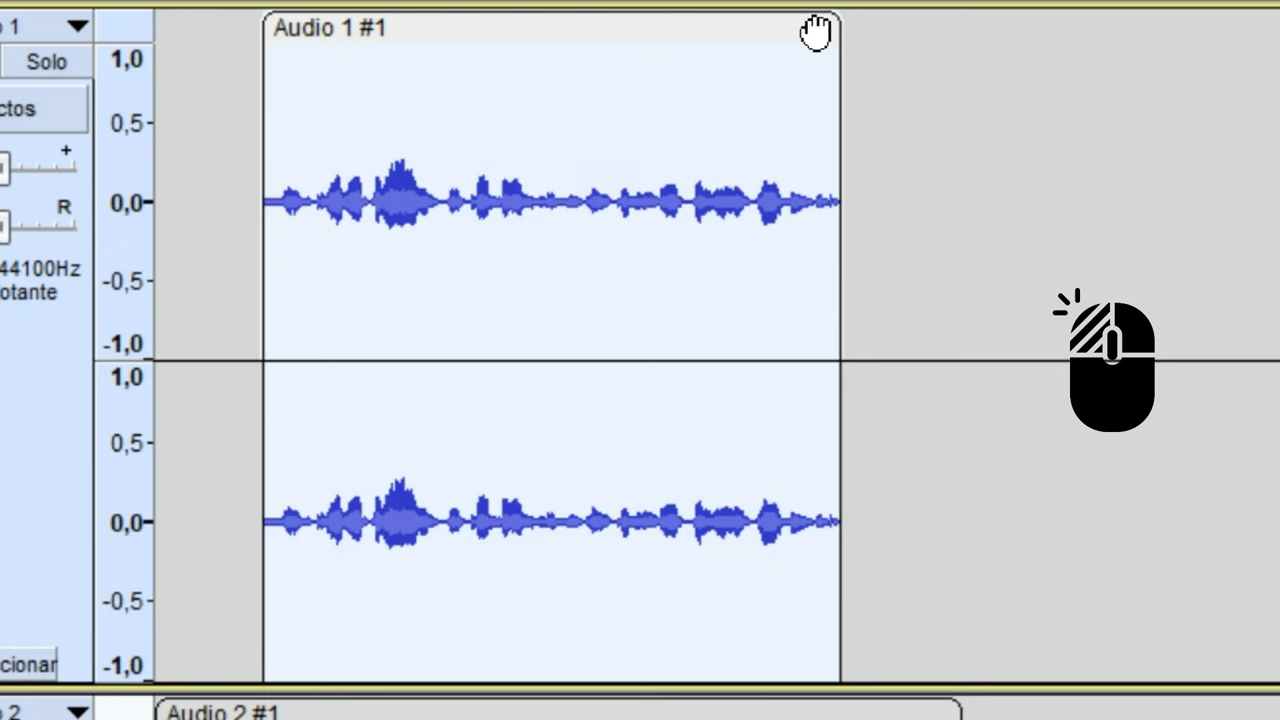 o 1
Audio 1 #1
Solo
ctos
+
R
44100Hz
otante
cionar
1,0
0,5-
0,0-
-0,5-
-1,0
1,0
0,5-
0,0-
-0,5-
-1,0
o 2
Audio 2 #1